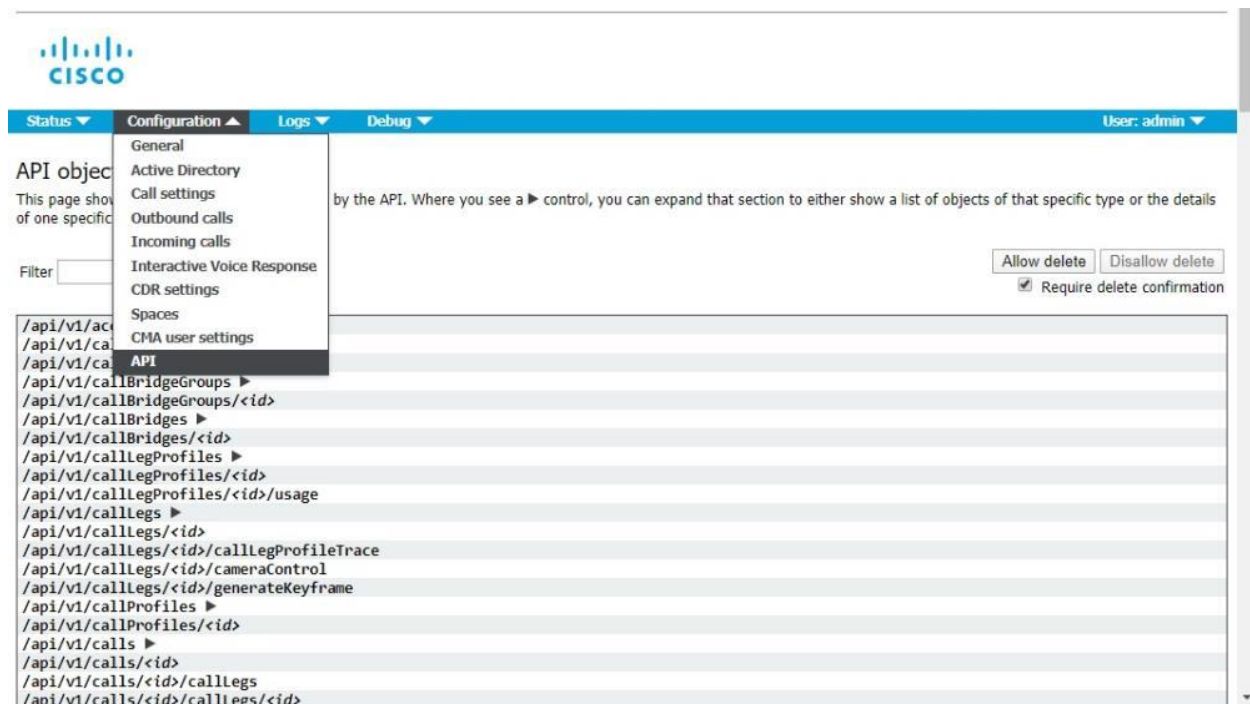 CISCO
Status Configuration Logs Debug User: admin
General
Active Directory
Call settings
Outbound calls
Incoming calls
Interactive Voice Response
CDR settings
Spaces
CMA user settings
API
API objec
This page show by the API. Where you see a ▶ control, you can expand that section to either show a list of objects of that specific type or the details
of one specific
Filter
Allow delete Disallow delete
Require delete confirmation
/api/v1/ac
/api/v1/ca
/api/v1/ca
/api/v1/callBridgeGroups ▶
/api/v1/callBridgeGroups/<id>
/api/v1/callBridges ▶
/api/v1/callBridges/<id>
/api/v1/callLegProfiles ▶
/api/v1/callLegProfiles/<id>
/api/v1/callLegProfiles/<id>/usage
/api/v1/callLegs ▶
/api/v1/callLegs/<id>
/api/v1/callLegs/<id>/callLegProfileTrace
/api/v1/callLegs/<id>/cameraControl
/api/v1/callLegs/<id>/generateKeyframe
/api/v1/callProfiles ▶
/api/v1/callProfiles/<id>
/api/v1/calls ▶
/api/v1/calls/<id>
/api/v1/calls/<id>/callLegs
/api/v1/calls/<id>/callLegs/<id>